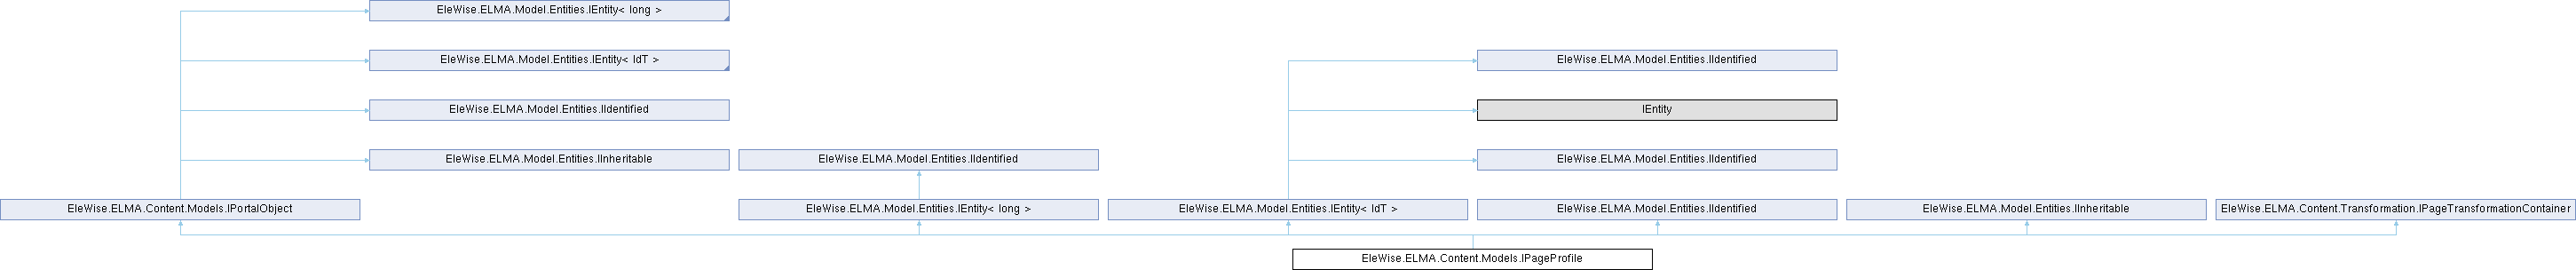 EleWise.ELMA.Model.Entities.IEntity< long >
EleWise.ELMA.Model.Entities.IEntity< IdT >
EleWise.ELMA.Model.Entities.IIdentified
EleWise.ELMA.Model.Entities.IIdentified
IEntity
EleWise.ELMA.Model.Entities.IInheritable
EleWise.ELMA.Model.Entities.IIdentified
EleWise.ELMA.Model.Entities.IIdentified
EleWise.ELMA.Content.Models.IPortalObject
EleWise.ELMA.Model.Entities.IEntity< long >
EleWise.ELMA.Model.Entities.IEntity< IdT >
EleWise.ELMA.Model.Entities.IIdentified
EleWise.ELMA.Model.Entities.IInheritable
EleWise.ELMA.Content.Transformation.IPageTransformationContainer
EleWise.ELMA.Content.Models.IPageProfile